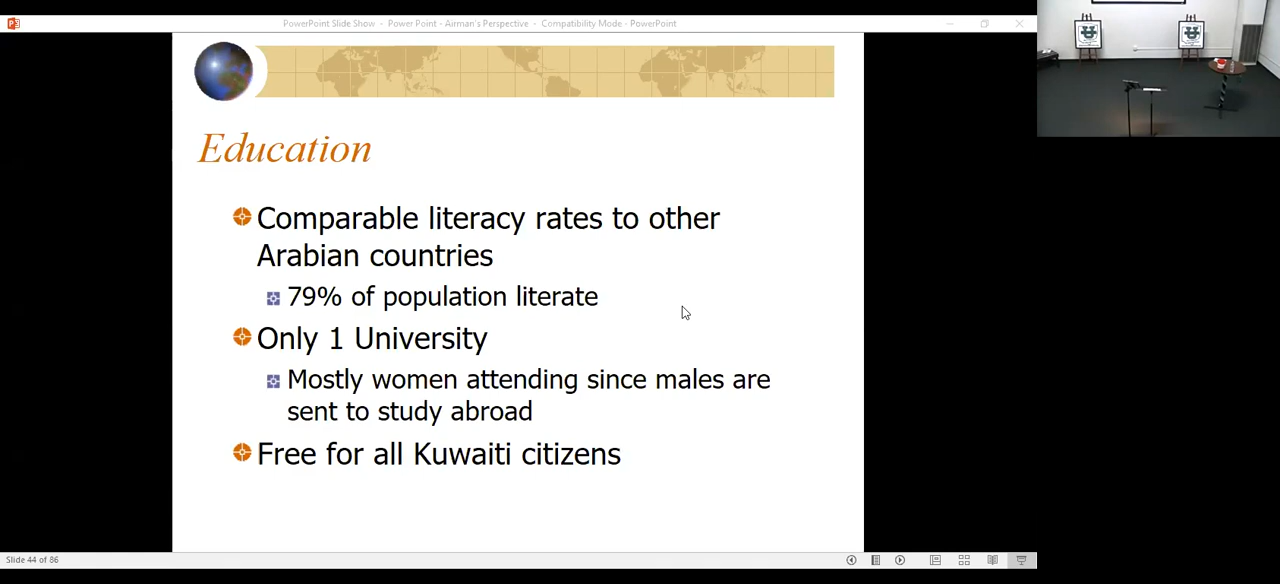 PowerPoint Slide Show - Power Point - Airman's Perspective - Compatibility Mode - PowerPoint
Education
Comparable literacy rates to other
Arabian countries
79% of population literate
Only 1 University
Mostly women attending since males are
sent to study abroad
Free for all Kuwaiti citizens
Slide 44 of 86